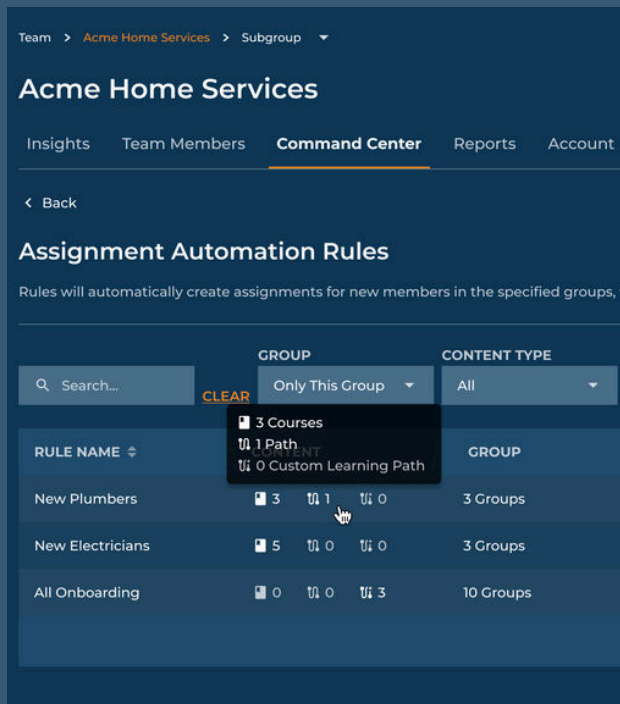 Team > Acme Home Services > Subgroup
Acme Home Services
Insights Team Members Command Center Reports Account
Back
Assignment Automation Rules
Rules will automatically create assignments for new members in the specified groups,
GROUP CONTENT TYPE
Search... CLEAR Only This Group All
3 Courses
1 Path
0 Custom Learning Path
RULE NAME CONTENT GROUP
New Plumbers 3 1 0 3 Groups
New Electricians 5 0 0 3 Groups
All Onboarding 0 0 3 10 Groups